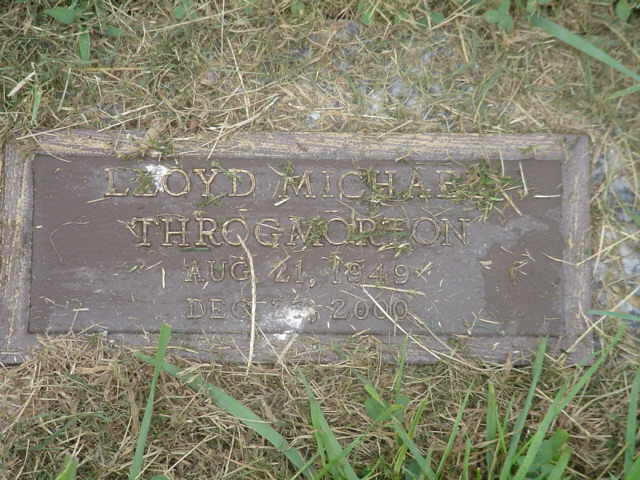 LLOYD MICHAEL
THROGMORTON
AUG 21, 1949
DEC 2000